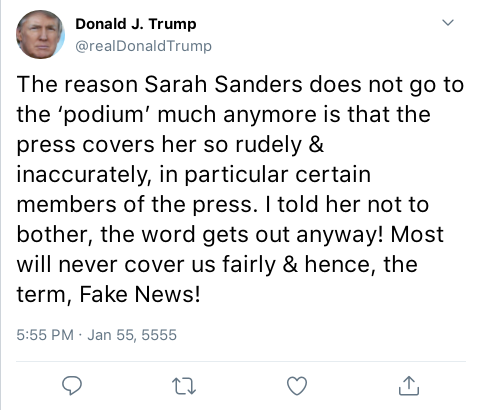 Donald J. Trump
@realDonaldTrump
The reason Sarah Sanders does not go to
the ‘podium’ much anymore is that the
press covers her so rudely &
inaccurately, in particular certain
members of the press. I told her not to
bother, the word gets out anyway! Most
will never cover us fairly & hence, the
term, Fake News!
5:55 PM · Jan 55, 5555